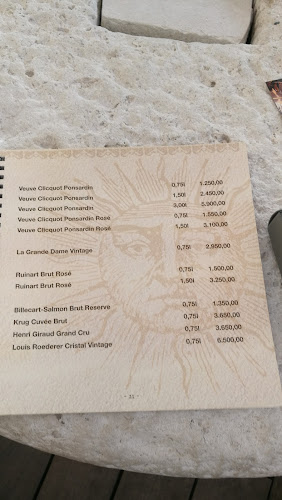 Veuve Clicquot Ponsardin 0,75l 1.250,00
Veuve Clicquot Ponsardin 1,50l 2.450,00
Veuve Clicquot Ponsardin 3,00l 5.900,00
Veuve Clicquot Ponsardin Rosé 0,75l 1.550,00
Veuve Clicquot Ponsardin Rosé 1,50l 3.100,00
La Grande Dame Vintage 0,75l 2.950,00
Ruinart Brut Rosé 0,75l 1.500,00
Ruinart Brut Rosé 1,50l 3.250,00
Billecart-Salmon Brut Reserve 0,75l 1.350,00
Krug Cuvée Brut 0,75l 3.650,00
Henri Giraud Grand Cru 0,75l 3.650,00
Louis Roederer Cristal Vintage 0,75l 6.500,00